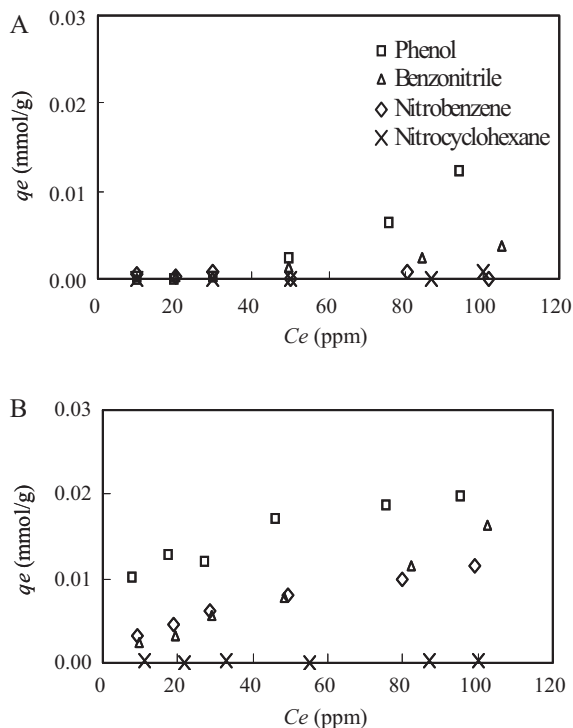 A
0.03
0.02
0.01
0.00
qe (mmol/g)
Phenol
Benzonitrile
Nitrobenzene
Nitrocyclohexane
0 20 40 60 80 100 120
Ce (ppm)
B
0.03
0.02
0.01
0.00
qe (mmol/g)
0 20 40 60 80 100 120
Ce (ppm)